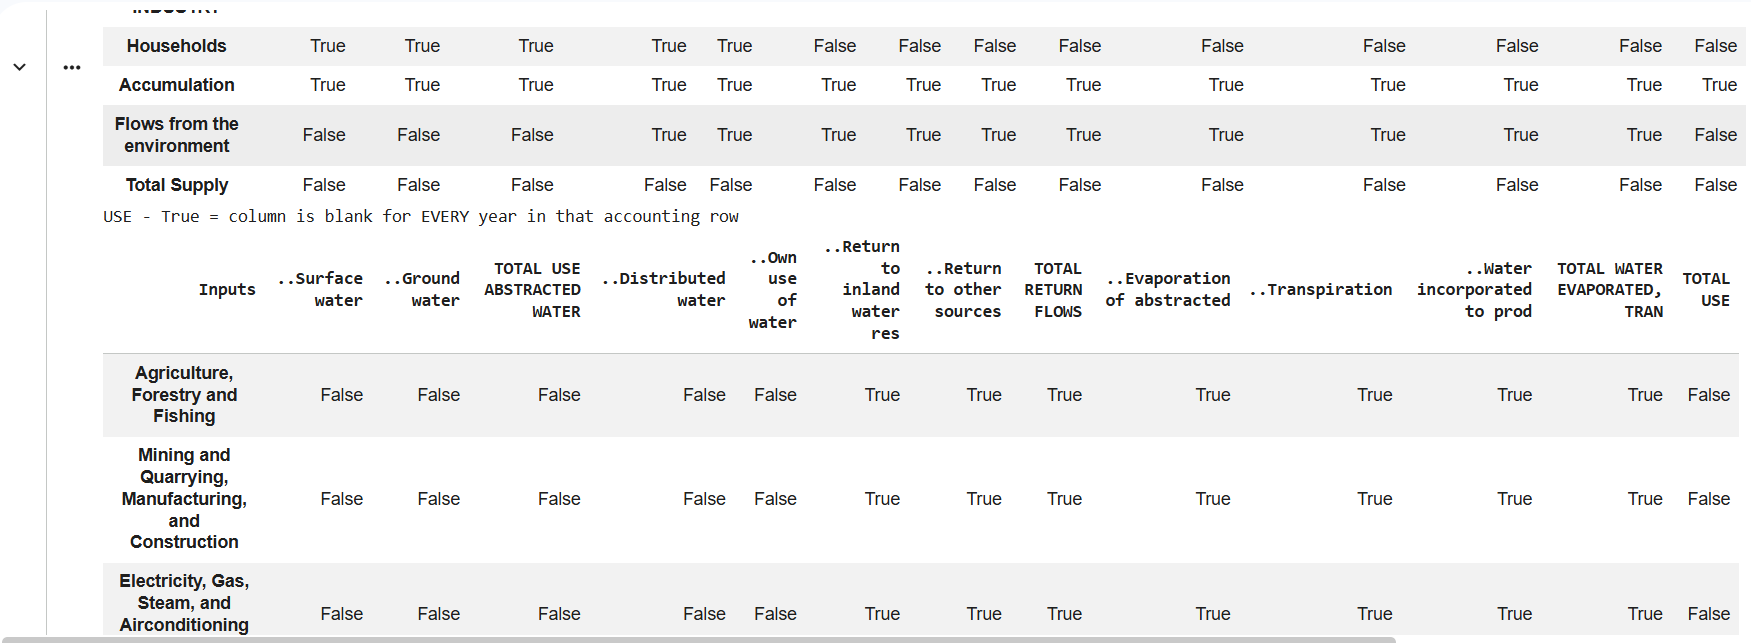 INDUSTRY
Households True True True True True False False False False False False False False False
Accumulation True True True True True True True True True True True True True True
Flows from the
environment False False False True True True True True True True True True True False
Total Supply False False False False False False False False False False False False False False
USE - True = column is blank for EVERY year in that accounting row
Inputs ..Surface water ..Ground water TOTAL USE ABSTRACTED WATER ..Distributed water ..Own use of water ..Return to inland water res ..Return to other sources TOTAL RETURN FLOWS ..Evaporation of abstracted ..Transpiration ..Water incorporated to prod TOTAL WATER EVAPORATED, TRAN TOTAL USE
Agriculture,
Forestry and False False False False False True True True True True True True False
Fishing
Mining and
Quarrying,
Manufacturing, False False False False False True True True True True True True False
and
Construction
Electricity, Gas,
Steam, and False False False False False True True True True True True True False
Airconditioning